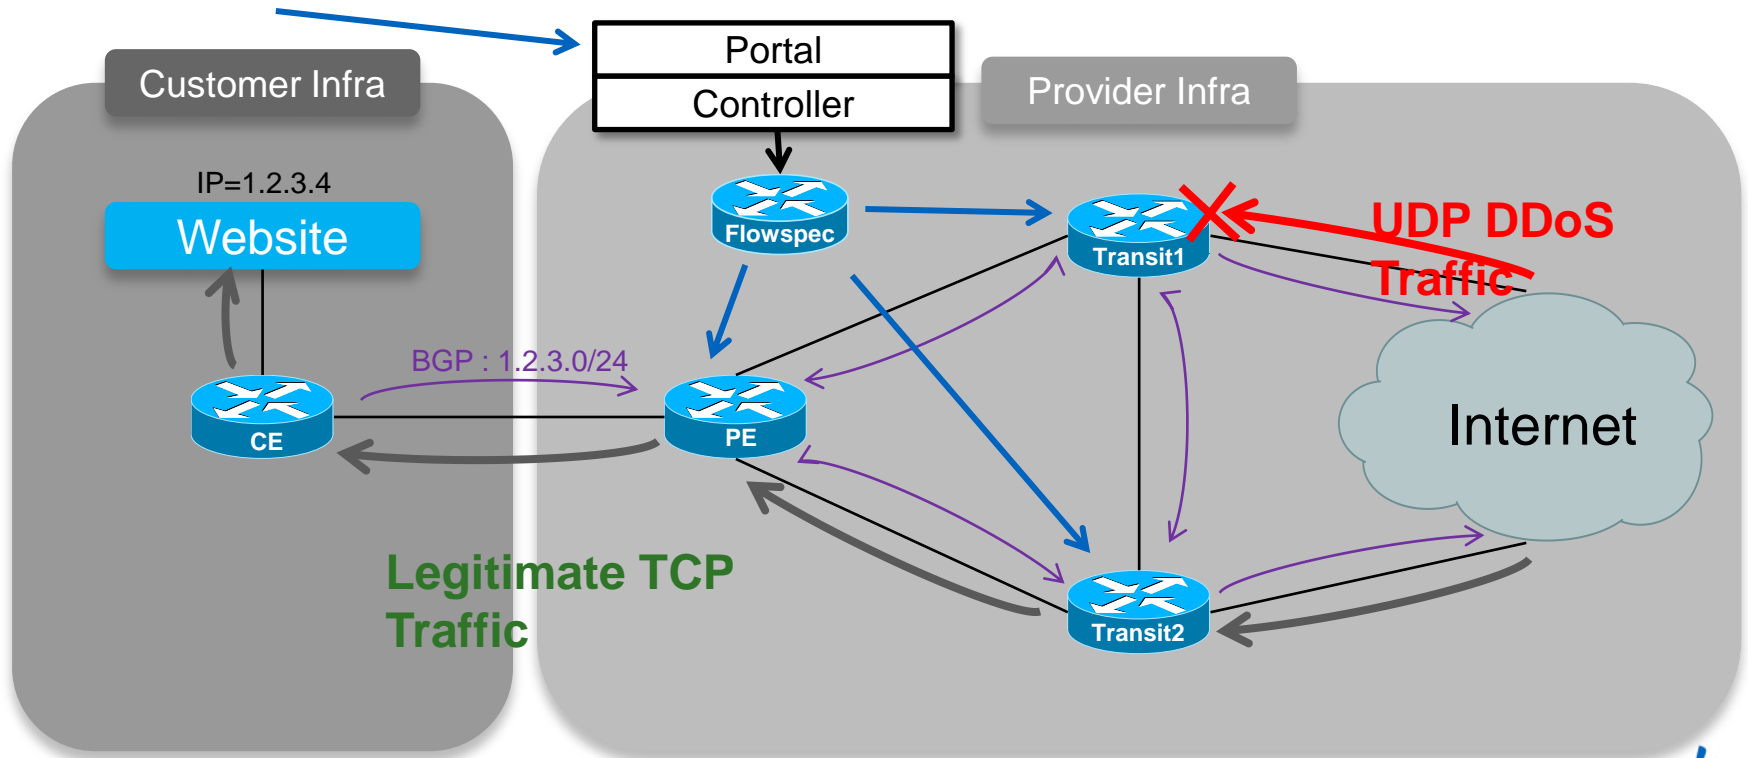 Portal
Customer Infra
Provider Infra
Controller
IP=1.2.3.4
Website
Flowspec
Transit1
UDP DDoS
Traffic
BGP : 1.2.3.0/24
CE
PE
Internet
Legitimate TCP
Traffic
Transit2